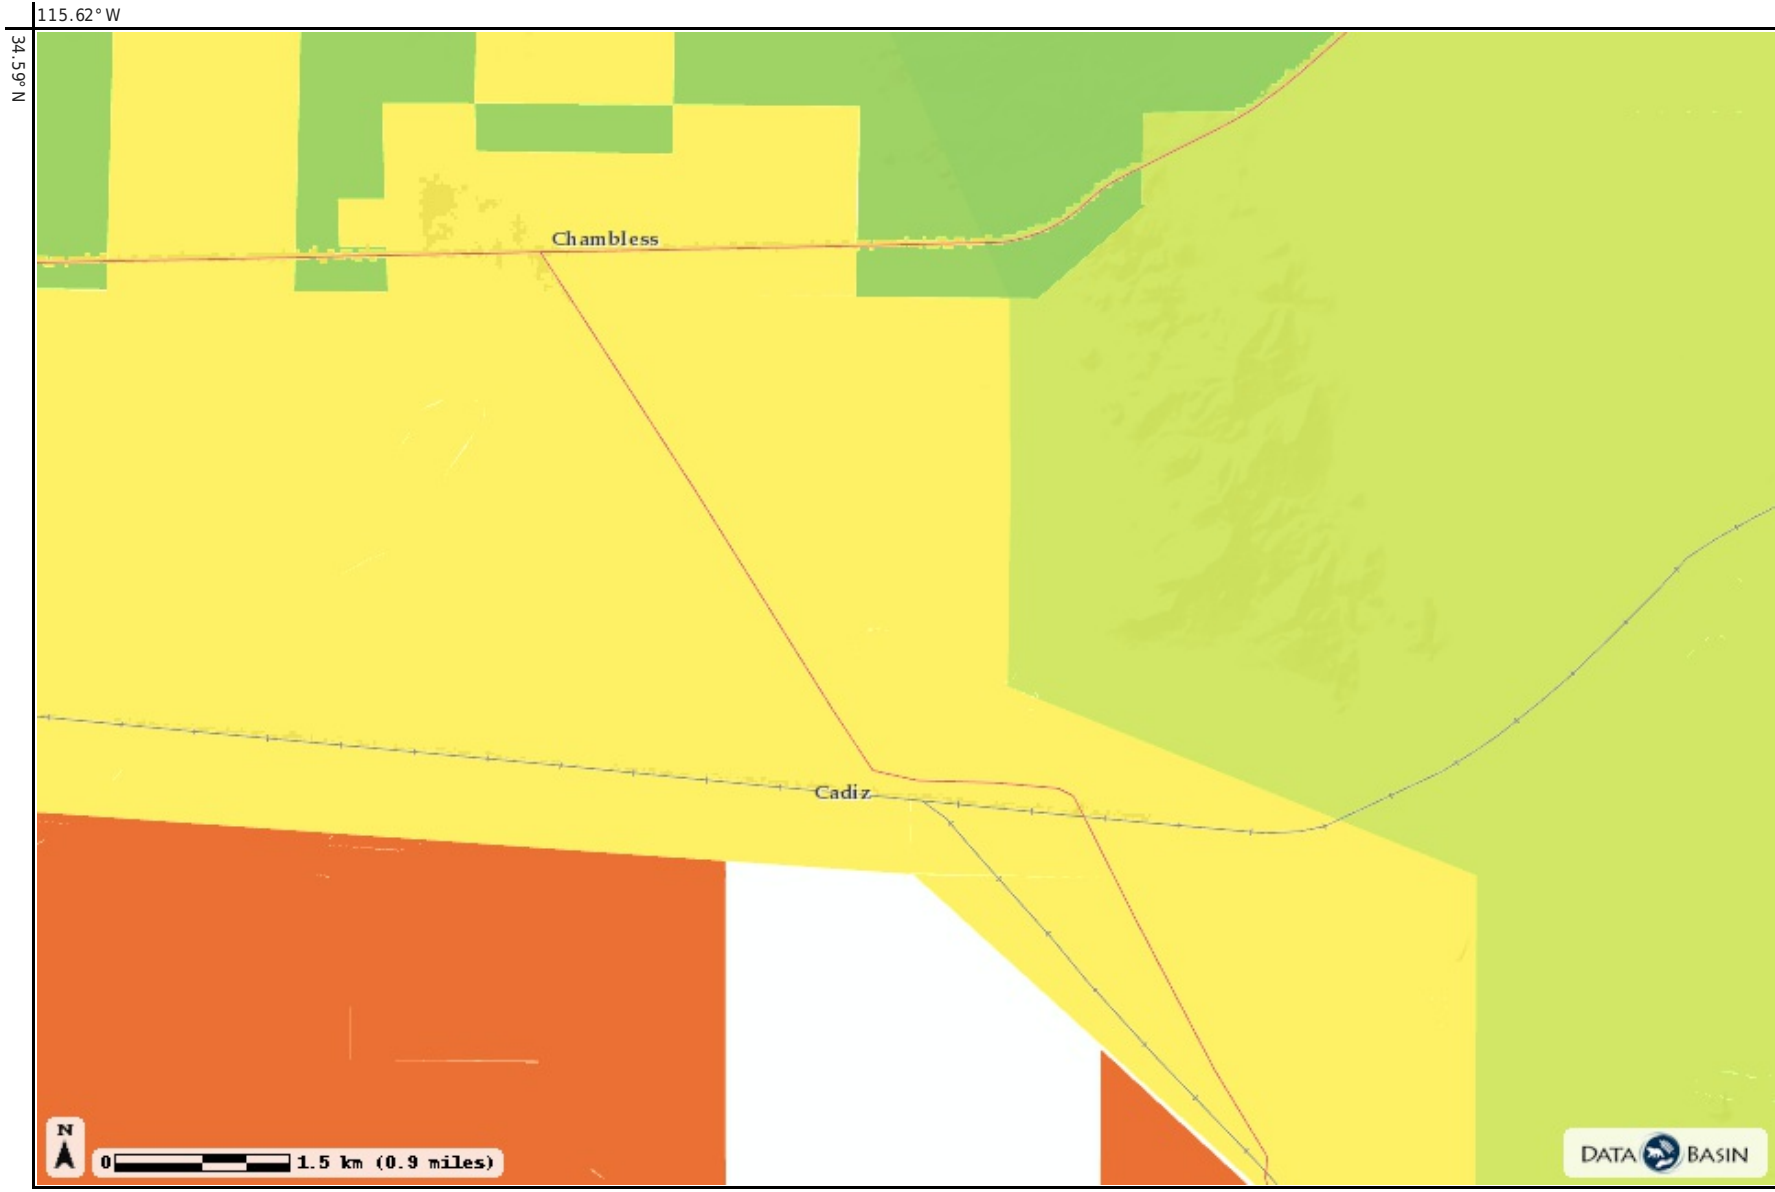 115.62° W
34.59° N
Chambless
Cadiz
N
0 1.5 km (0.9 miles)
DATA BASIN